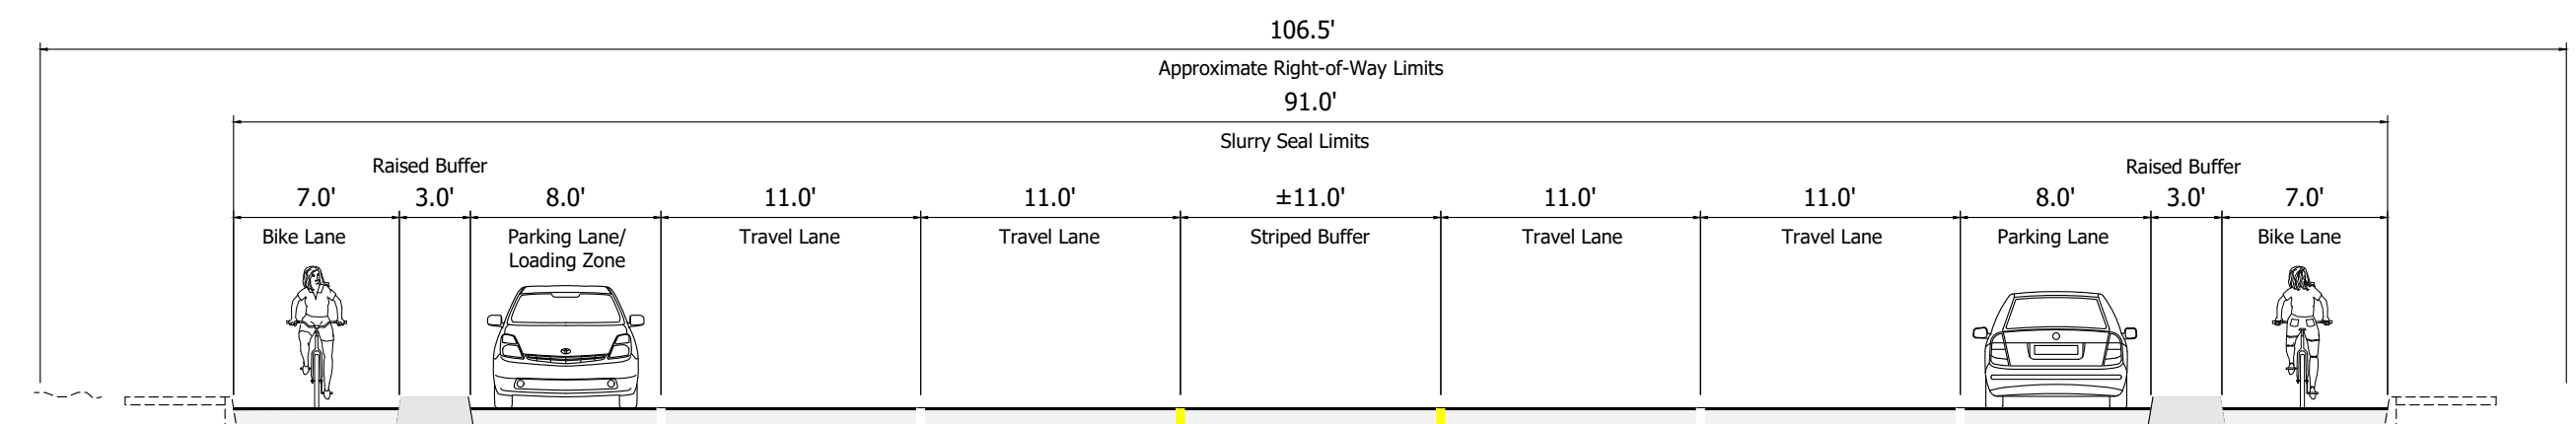 106.5'
Approximate Right-of-Way Limits
91.0'
Slurry Seal Limits
Raised Buffer
Raised Buffer
7.0'
3.0'
8.0'
11.0'
11.0'
±11.0'
11.0'
11.0'
8.0'
3.0'
7.0'
Bike Lane
Parking Lane/
Loading Zone
Travel Lane
Travel Lane
Striped Buffer
Travel Lane
Travel Lane
Parking Lane
Bike Lane